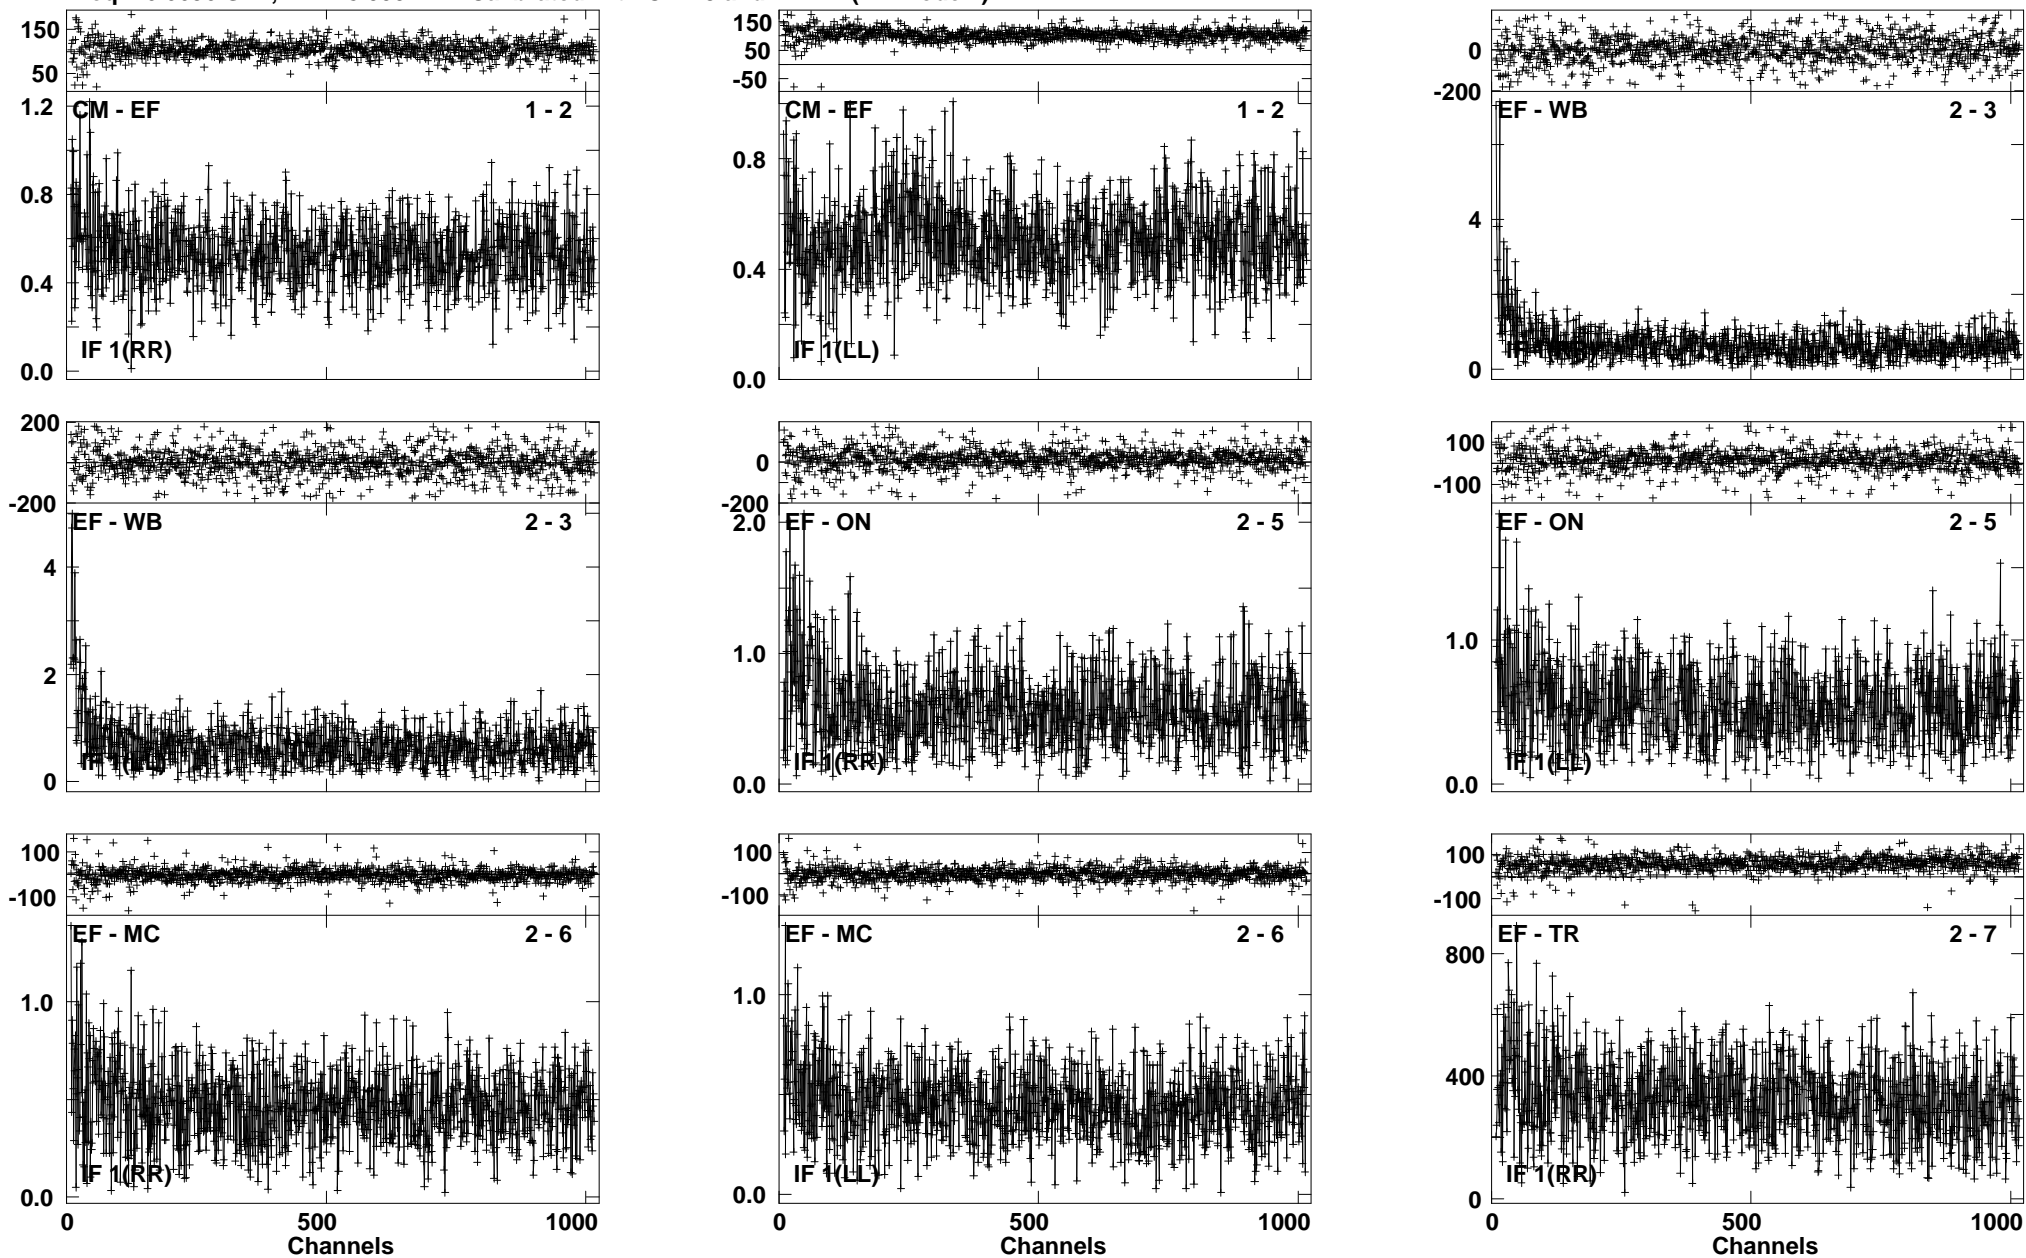 150 50 150 50 -50 0 -200
1.2 0.8 0.4 0.0 CM - EF 1 - 2 IF 1(RR)
0.8 0.4 0.0 CM - EF 1 - 2 IF 1(LL)
4 0 EF - WB 2 - 3
200 0 -200 0 -200 100 -100
4 2 0 EF - WB 2 - 3
2.0 1.0 0.0 EF - ON 2 - 5 IF 1(RR)
1.0 0.0 EF - ON 2 - 5 IF 1(LL)
100 -100 100 -100 100 -100
1.0 0.0 EF - MC 2 - 6 IF 1(RR)
1.0 0.0 EF - MC 2 - 6 IF 1(LL)
800 400 0 EF - TR 2 - 7 IF 1(RR)
0 500 1000 0 500 1000 0 500 1000
Channels Channels Channels